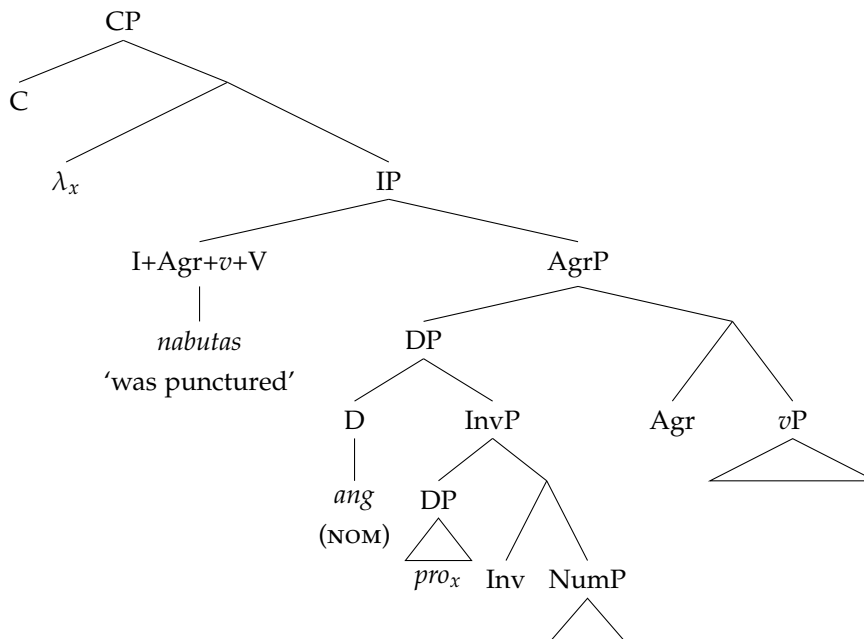 CP
C
λx
IP
I+Agr+v+V
AgrP
nabutas
‘was punctured’
DP
D
InvP
Agr
vP
ang
(NOM)
DP
prox
Inv
NumP